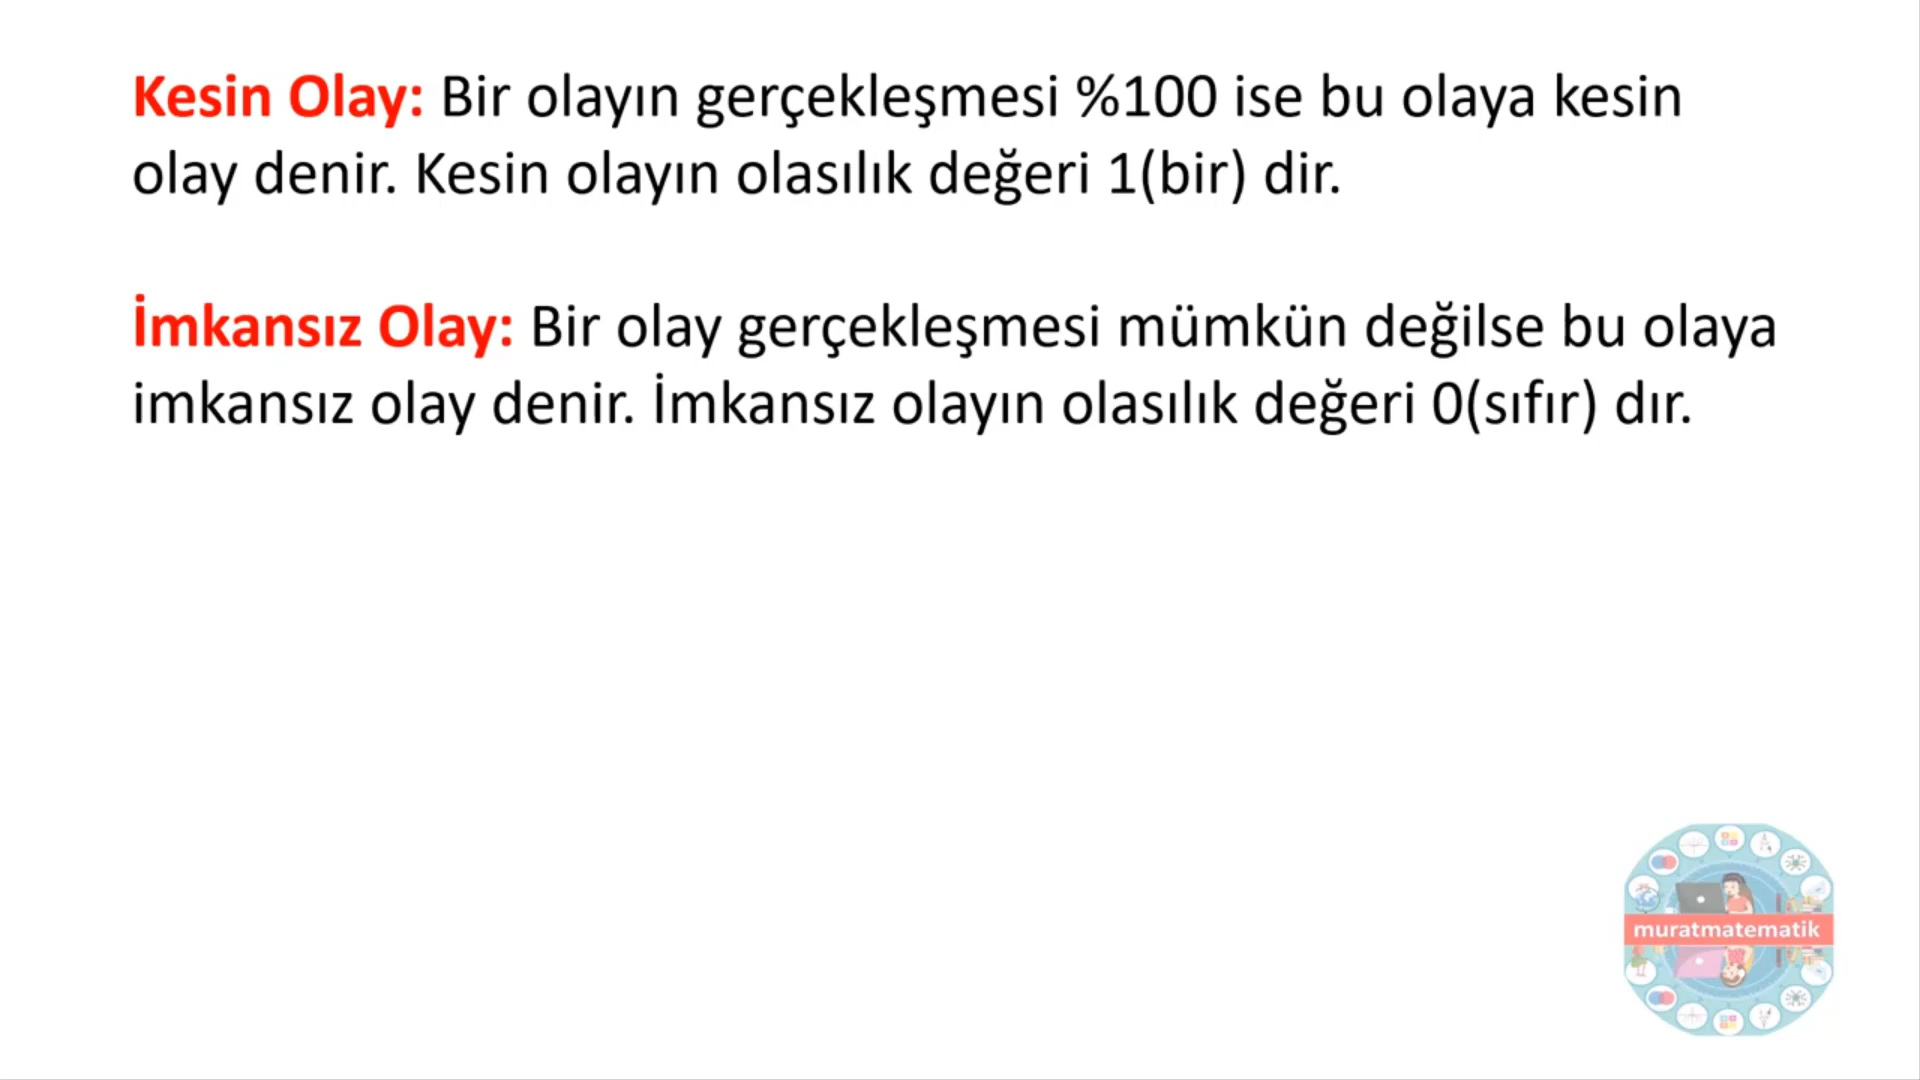 Kesin Olay: Bir olayın gerçekleşmesi %100 ise bu olaya kesin
olay denir. Kesin olayın olasılık değeri 1(bir) dir.
İmkansız Olay: Bir olay gerçekleşmesi mümkün değilse bu olaya
imkansız olay denir. İmkansız olayın olasılık değeri 0(sıfır) dır.
muratmatematik